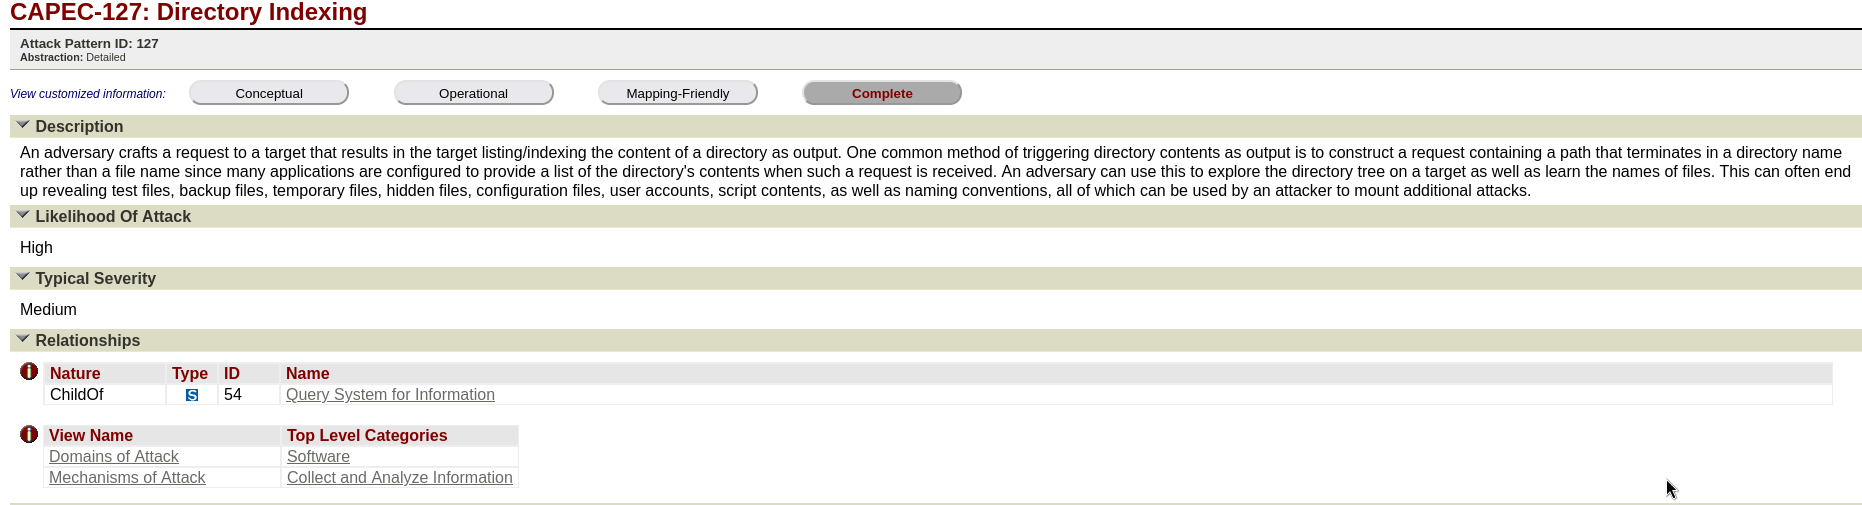 CAPEC-127: Directory Indexing
Attack Pattern ID: 127
Abstraction: Detailed
View customized information: Conceptual Operational Mapping-Friendly Complete
Description
An adversary crafts a request to a target that results in the target listing/indexing the content of a directory as output. One common method of triggering directory contents as output is to construct a request containing a path that terminates in a directory name
rather than a file name since many applications are configured to provide a list of the directory's contents when such a request is received. An adversary can use this to explore the directory tree on a target as well as learn the names of files. This can often end
up revealing test files, backup files, temporary files, hidden files, configuration files, user accounts, script contents, as well as naming conventions, all of which can be used by an attacker to mount additional attacks.
Likelihood Of Attack
High
Typical Severity
Medium
Relationships
Nature Type ID Name
ChildOf S 54 Query System for Information
View Name Top Level Categories
Domains of Attack Software
Mechanisms of Attack Collect and Analyze Information